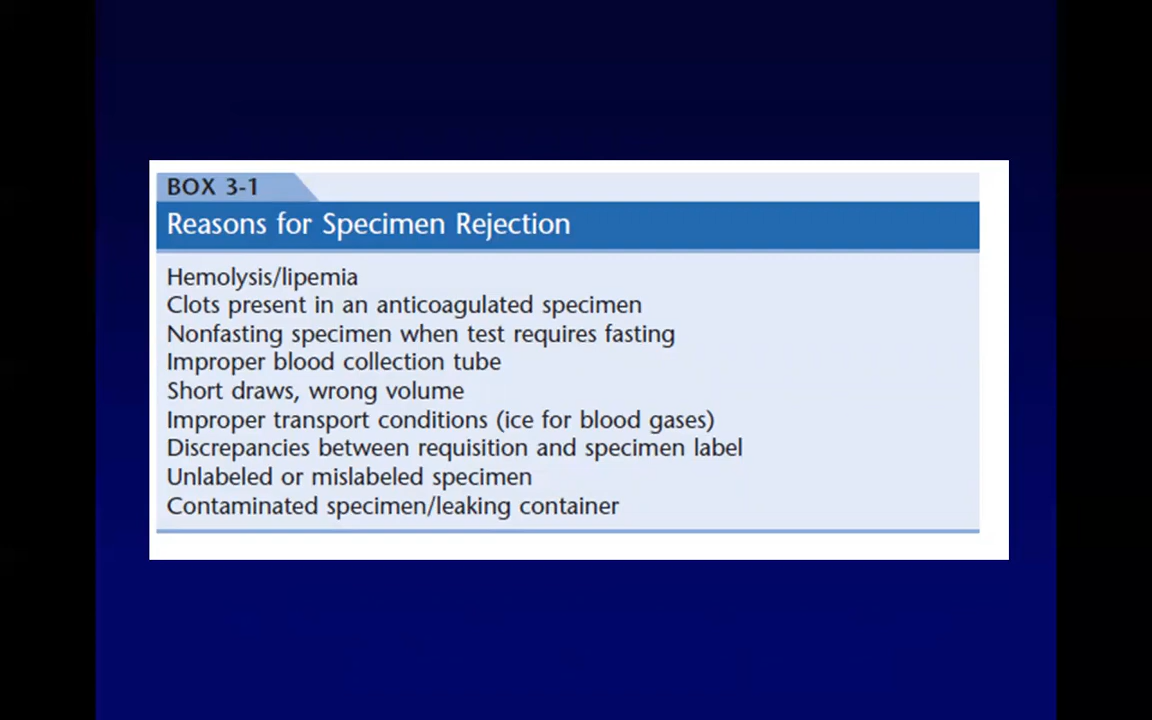 BOX 3-1
Reasons for Specimen Rejection
Hemolysis/lipemia
Clots present in an anticoagulated specimen
Nonfasting specimen when test requires fasting
Improper blood collection tube
Short draws, wrong volume
Improper transport conditions (ice for blood gases)
Discrepancies between requisition and specimen label
Unlabeled or mislabeled specimen
Contaminated specimen/leaking container